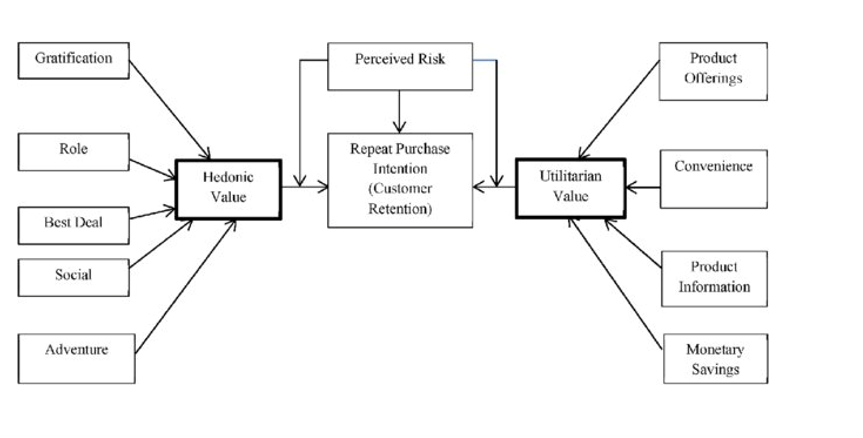 Gratification
Role
Best Deal
Social
Adventure
Hedonic
Value
Perceived Risk
Repeat Purchase
Intention
(Customer
Retention)
Utilitarian
Value
Product
Offerings
Convenience
Product
Information
Monetary
Savings